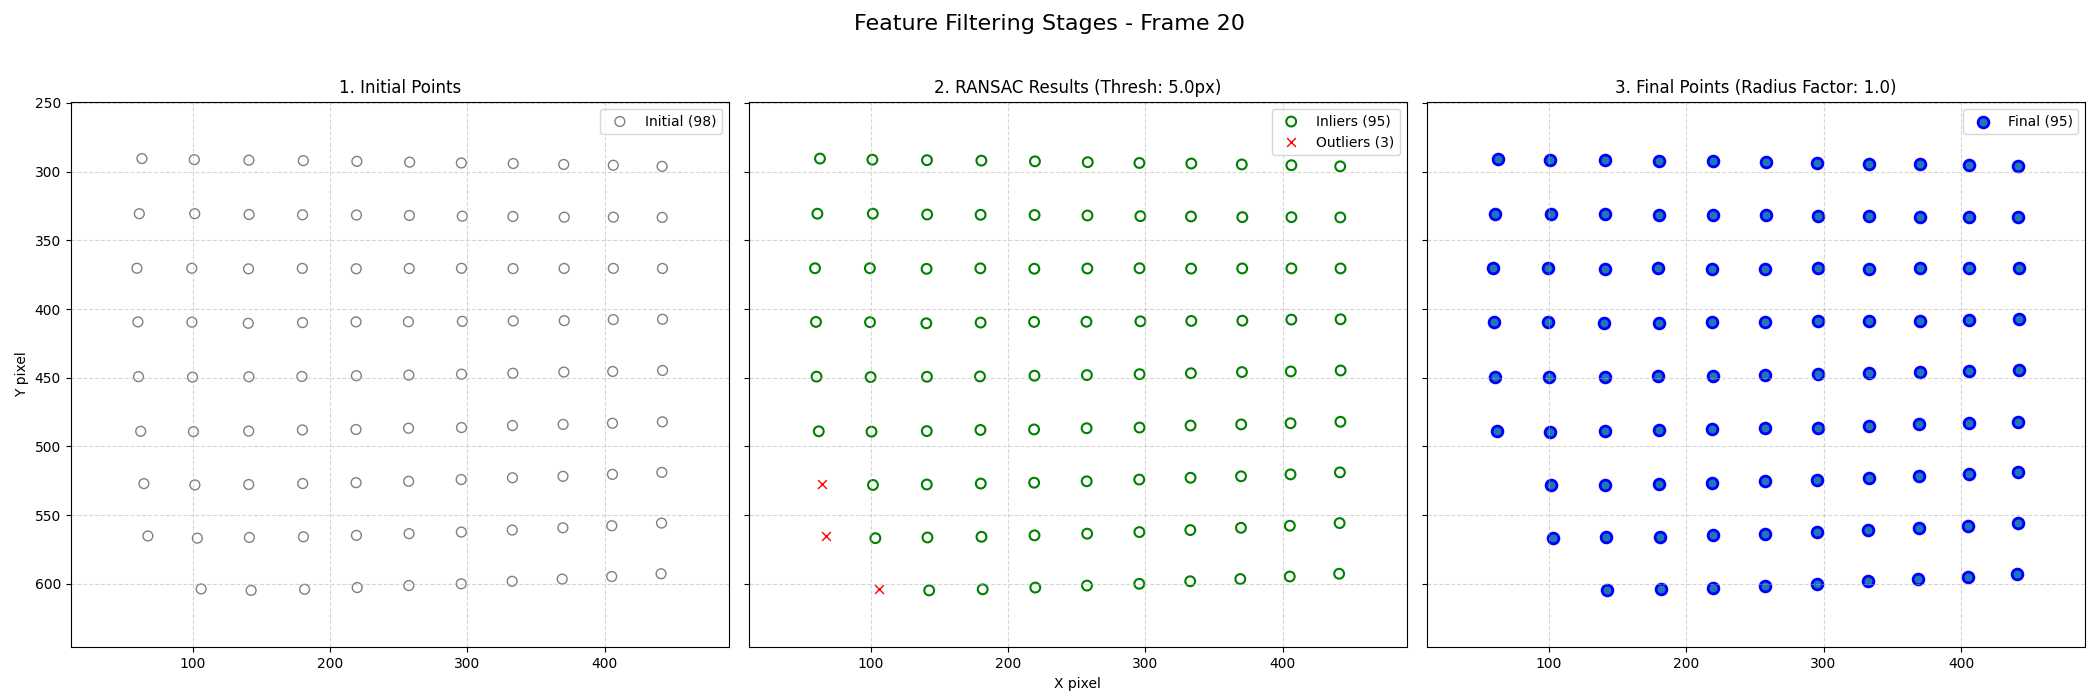 Feature Filtering Stages - Frame 20
1. Initial Points
Initial (98)
250
300
350
400
450
500
550
600
Y pixel
100
200
300
400
2. RANSAC Results (Thresh: 5.0px)
Inliers (95)
Outliers (3)
100
200
300
400
X pixel
3. Final Points (Radius Factor: 1.0)
Final (95)
100
200
300
400